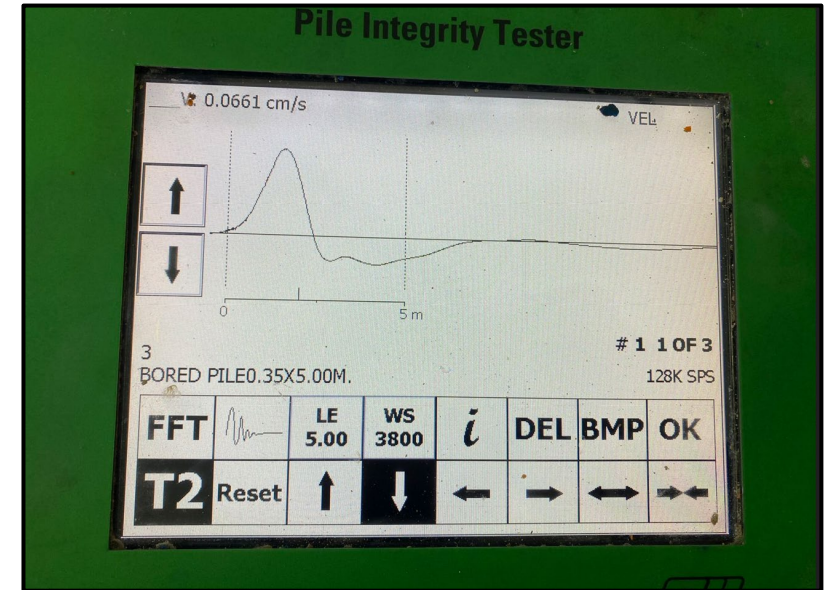 Pile Integrity Tester
V: 0.0661 cm/s
VEL
0
5 m
# 1 1 OF 3
3
BORED PILE0.35X5.00M.
128K SPS
FFT
LE
5.00
WS
3800
i
DEL
BMP
OK
T2
Reset